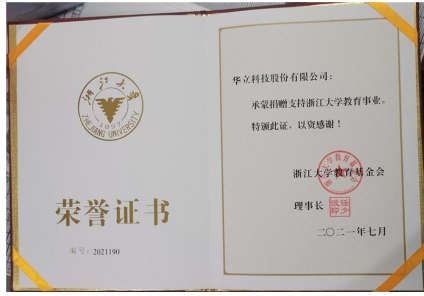 浙江大学
1897
ZHEJIANG UNIVERSITY
荣誉证书
编号：2021190
华立科技股份有限公司：
承蒙捐赠支持浙江大学教育事业。
特颁此证，以资感谢！
浙江大学教育基金会
理事长
二〇二一年七月